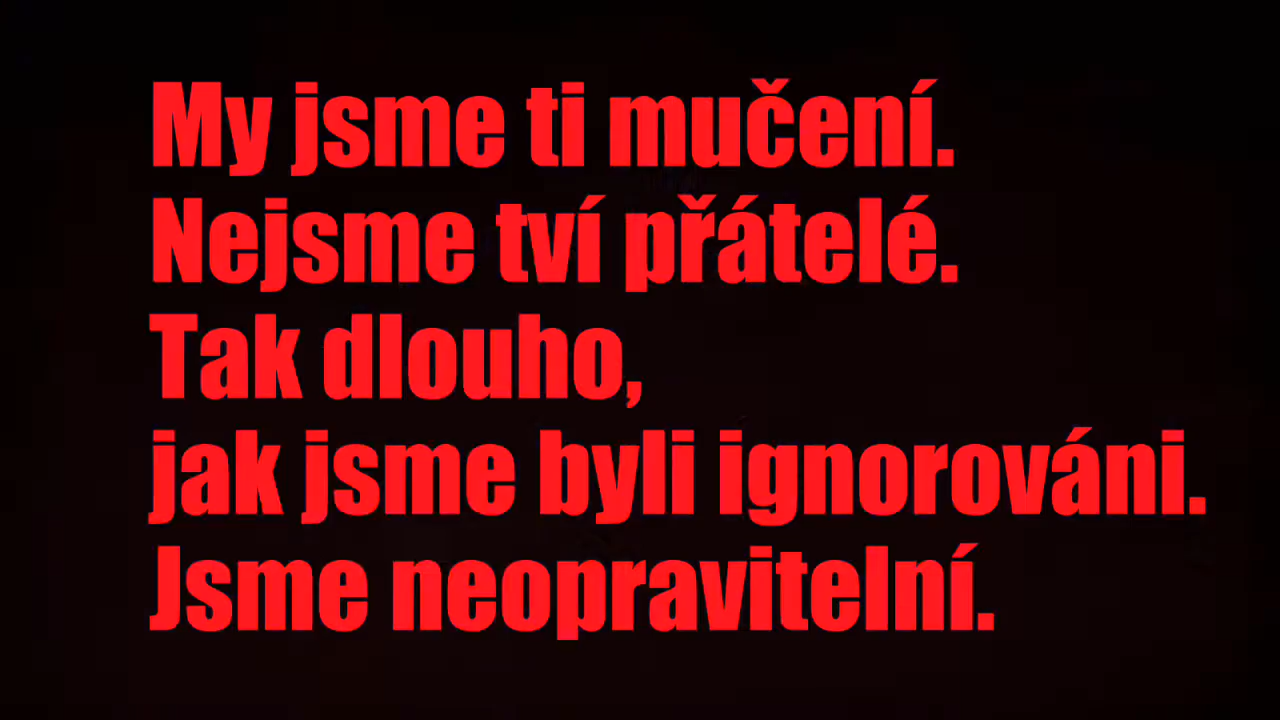 My jsme ti mučení.
Nejsme tví přátelé.
Tak dlouho,
jak jsme byli ignorováni.
Jsme neopravitelní.